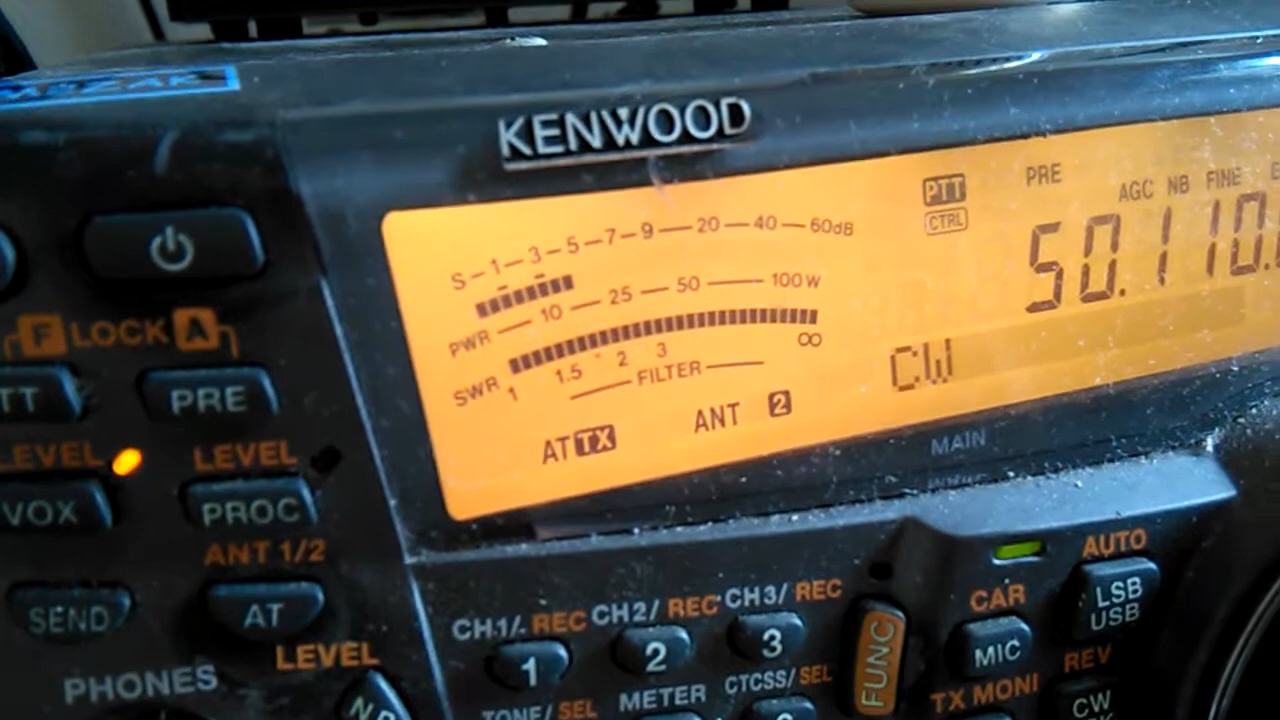 KENWOOD
PTT PRE
CTRL AGC NB FINE
50.110.
S 1 3 5 7 9 20 40 60dB
PWR 10 25 50 100 W
SWR 1 1.5 2 3 ∞
FILTER
CW
AT TX ANT 2
MAIN
F LOCK A
PRE
LEVEL LEVEL
VOX PROC
ANT 1/2
SEND AT
LEVEL
PHONES
CH1/ REC CH2/ REC CH3/ REC
1 2 3
TONE/ SEL METER CTCSS/ SEL
FUNC
AUTO
CAR LSB
USB
MIC
REV
TX MONI
CW